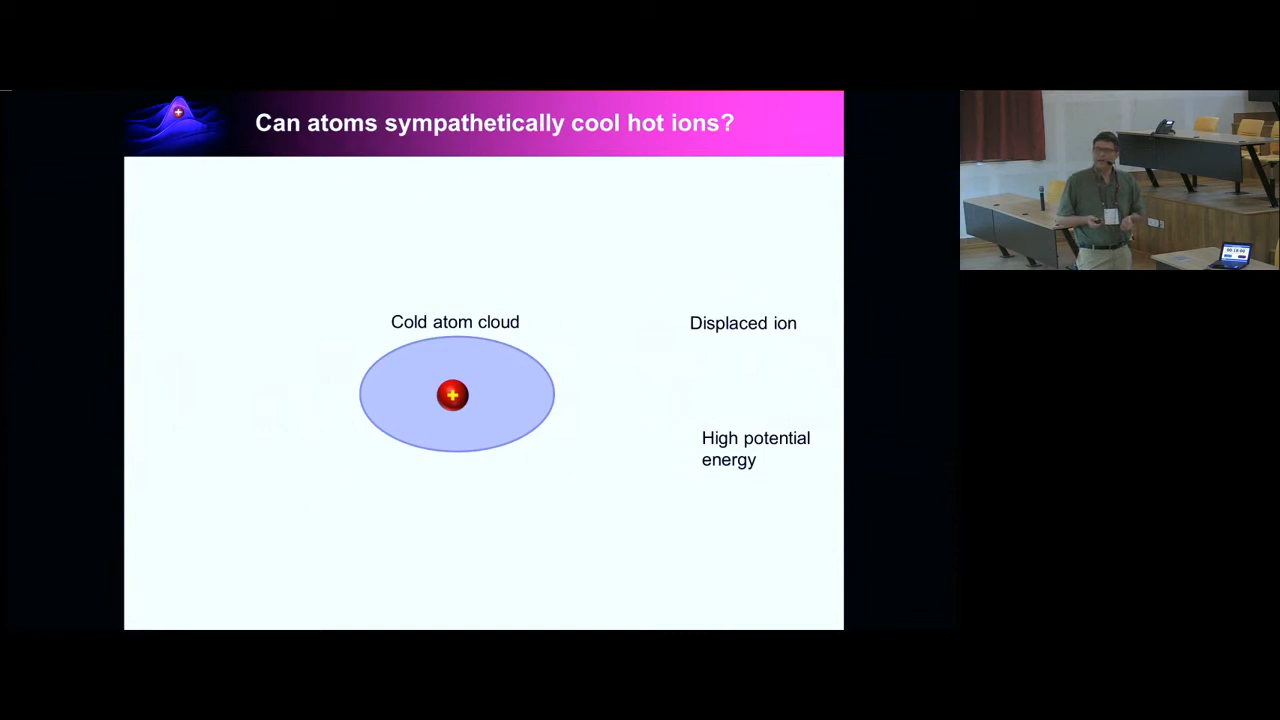 Can atoms sympathetically cool hot ions?
Cold atom cloud
Displaced ion
High potential
energy